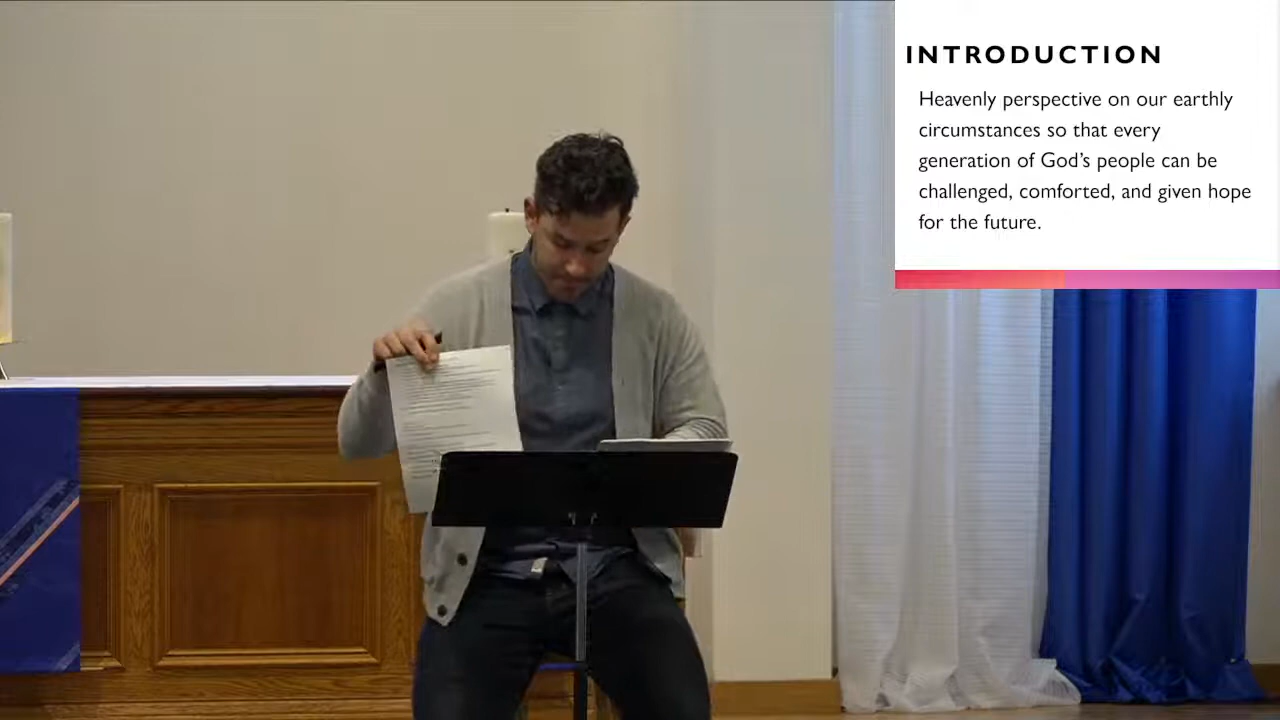 INTRODUCTION
Heavenly perspective on our earthly
circumstances so that every
generation of God's people can be
challenged, comforted, and given hope
for the future.